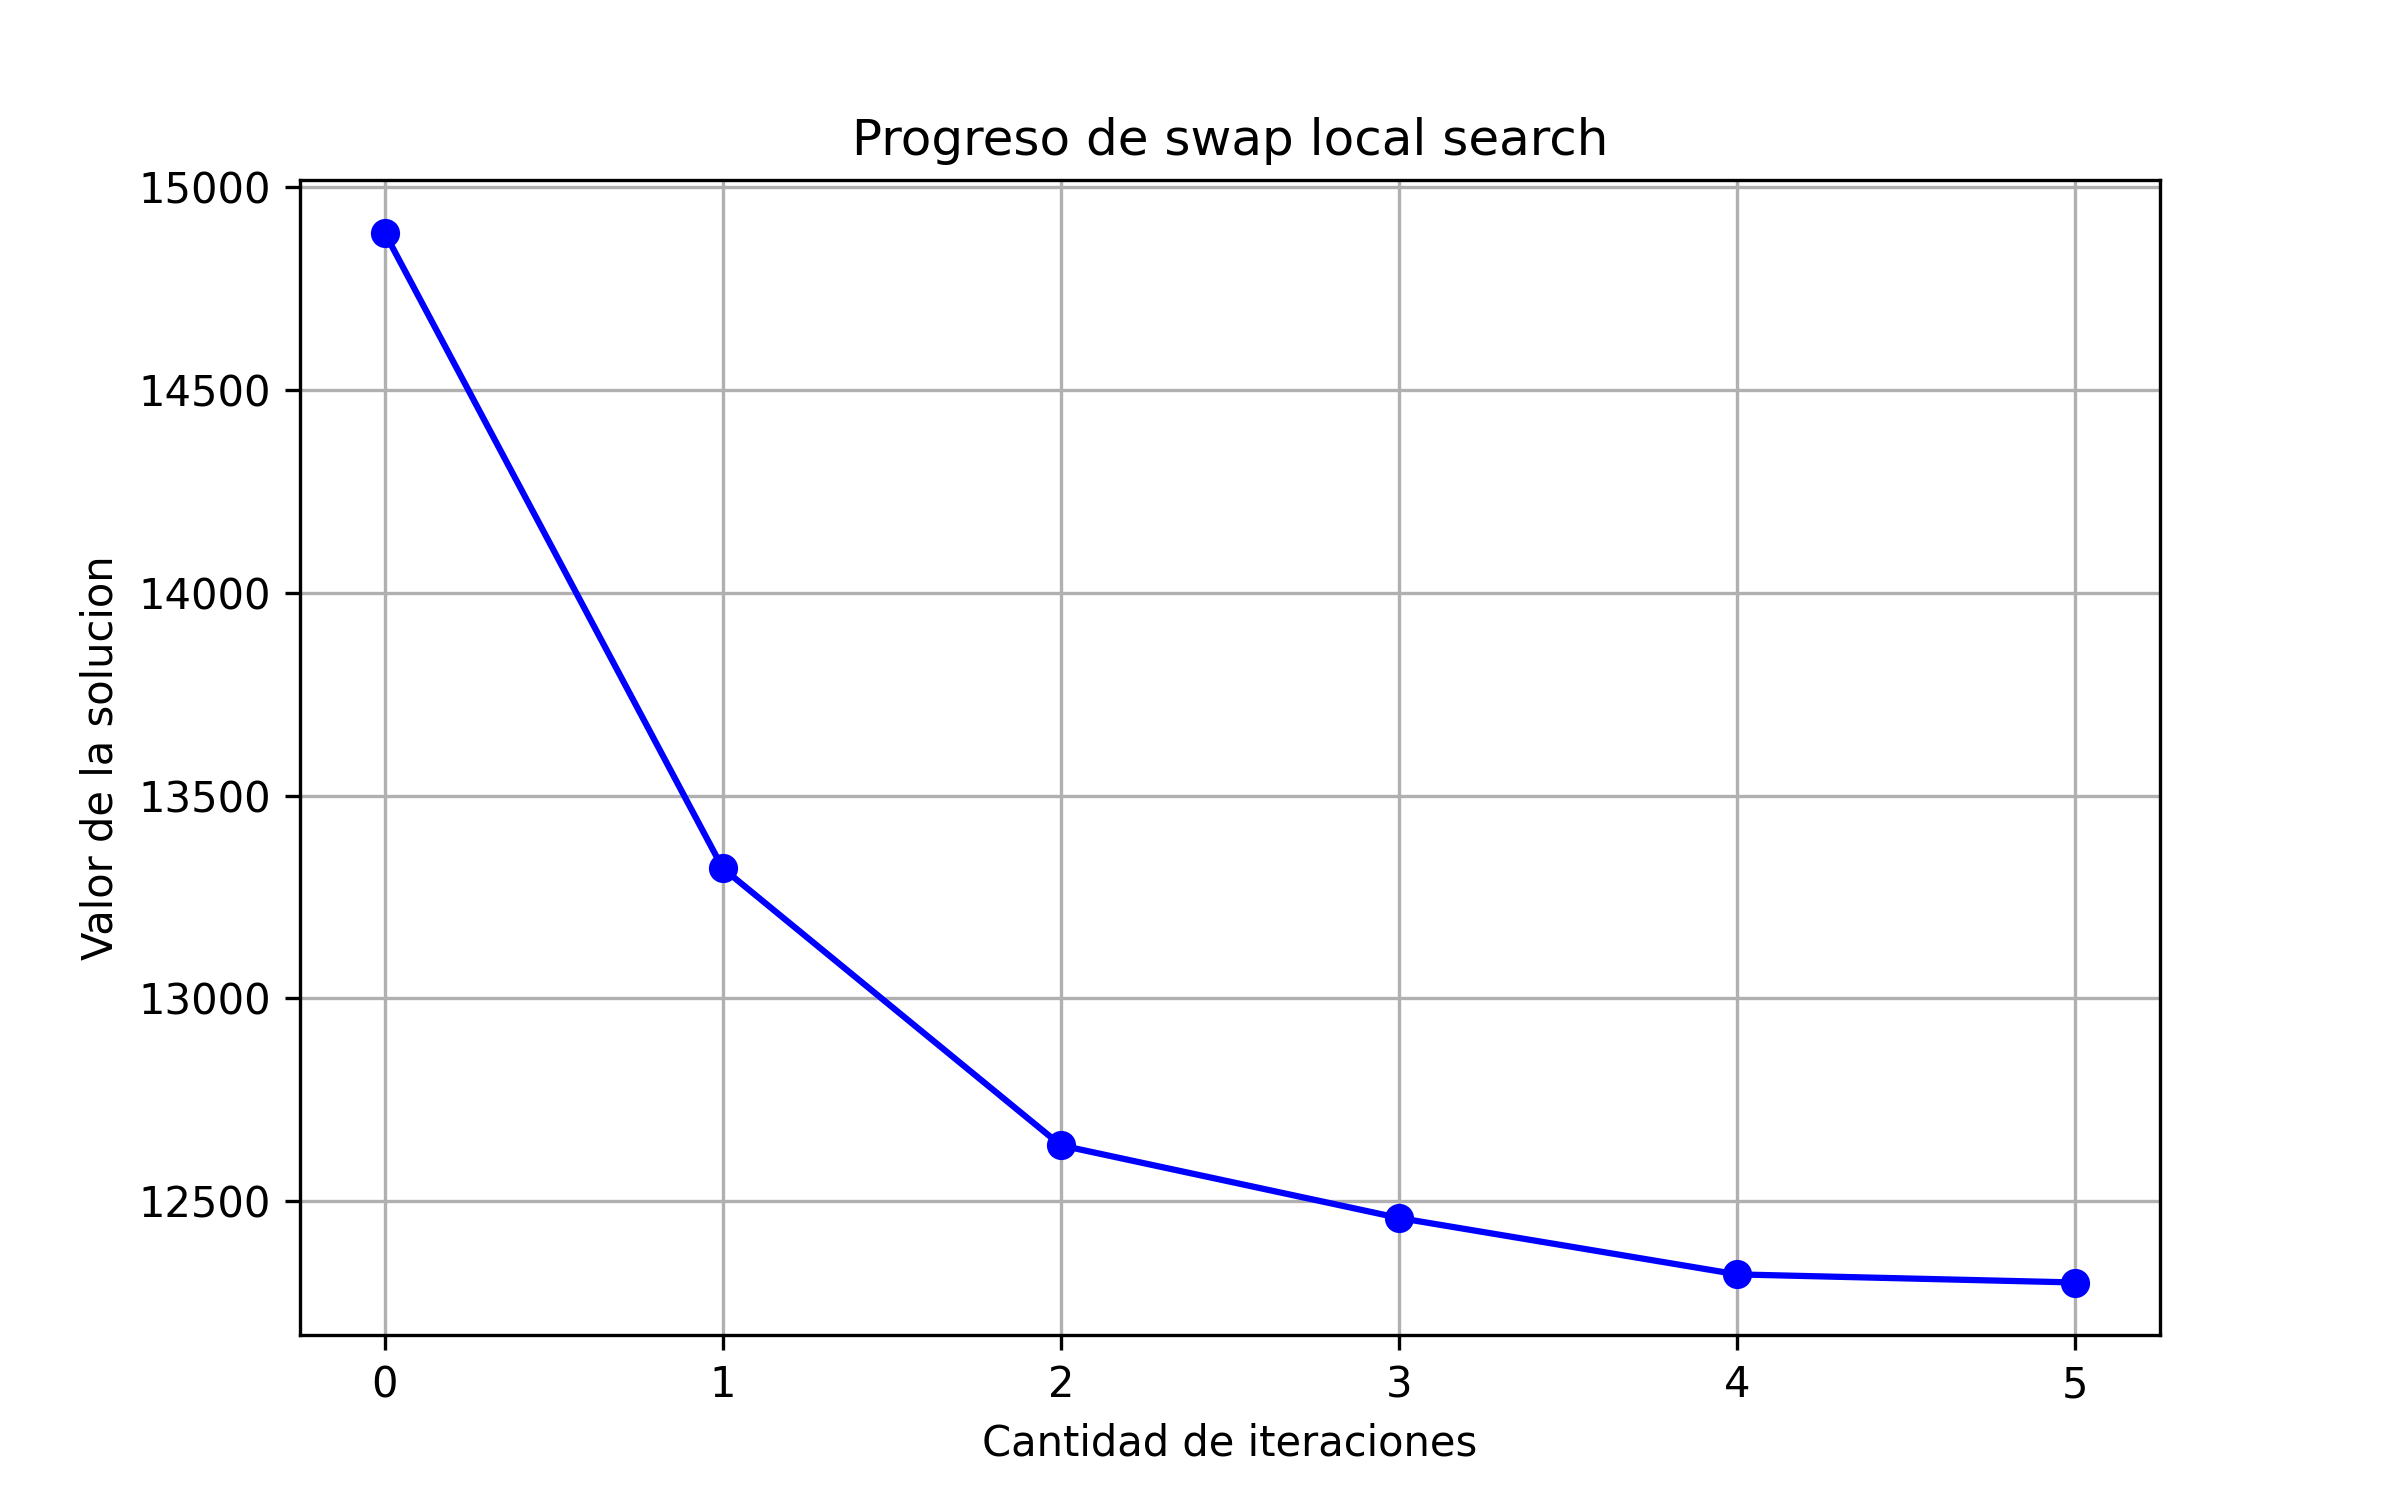 Progreso de swap local search
15000
14500
14000
13500
13000
12500
Valor de la solucion
0 1 2 3 4 5
Cantidad de iteraciones